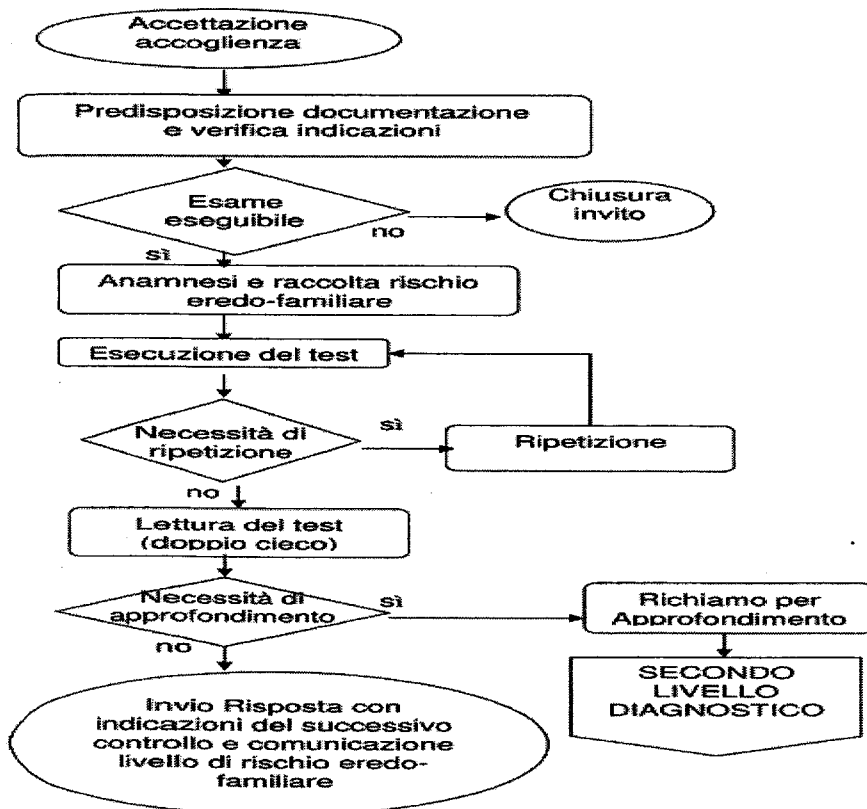 Accettazione
accoglienza
Predisposizione documentazione
e verifica indicazioni
Esame
eseguibile
no
Chiusura
invito
sì
Anamnesi e raccolta rischio
eredo-familiare
Esecuzione del test
Necessità di
ripetizione
sì
Ripetizione
no
Lettura del test
(doppio cieco)
Necessità di
approfondimento
sì
Richiamo per
Approfondimento
no
SECONDO
LIVELLO
DIAGNOSTICO
Invio Risposta con
indicazioni del successivo
controllo e comunicazione
livello di rischio eredo-
familiare